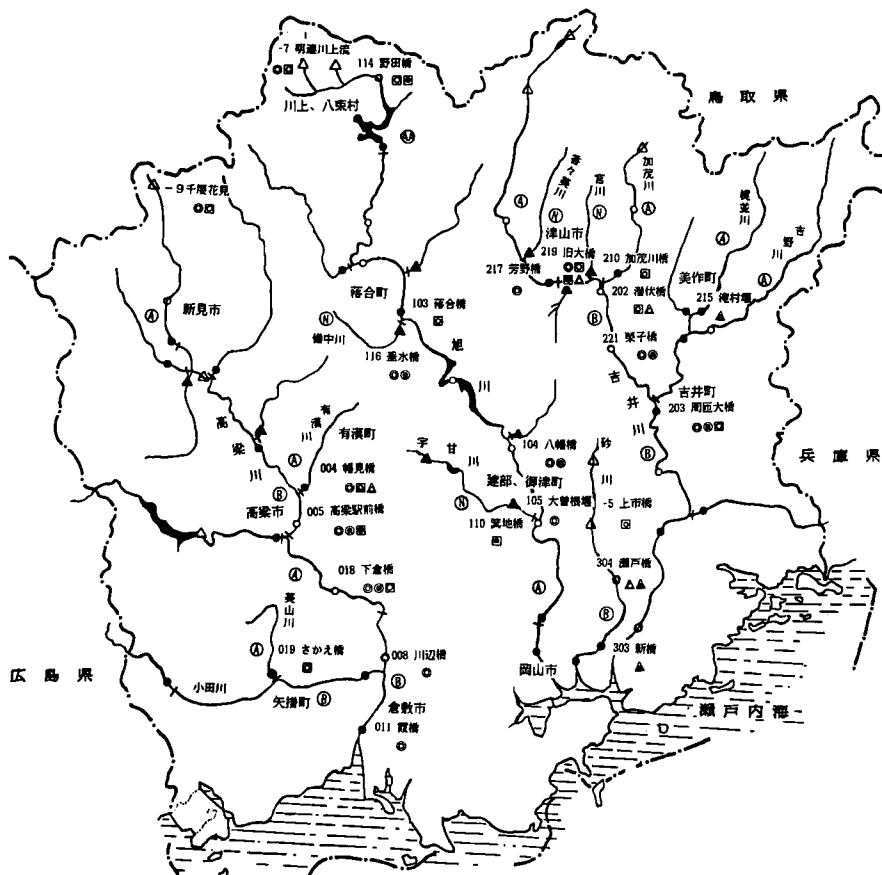 -7 明連川上流
114 野田橋
川上、八束村
AA
鳥取県
-9 千屋花見
A
新見市
A
香々美川
N
宮川
N
加茂川
A
梶並川
A
吉野川
A
津山市
219 旧大橋
217 芳野橋
210 加茂川橋
美作町
202 瀞伏橋
215 滝村堰
B
落合町
103 落合橋
N
備中川
116 垂水橋
旭川
221 栗子橋
吉井川
吉井町
203 周匝大橋
兵庫県
高梁川
有漢川
有漢町
A
004 幡見橋
B
高梁市
005 高梁駅前橋
宇甘川
104 八幡橋
建部、御津町
N
105 大曽根堰
110 箕地橋
砂川
-5 上市橋
B
018 下倉橋
A
美山川
304 瀬戸橋
A
B
A
019 さかえ橋
008 川辺橋
303 新橋
広島県
小田川
矢掛町
B
B
倉敷市
011 霞橋
岡山市
瀬戸内海